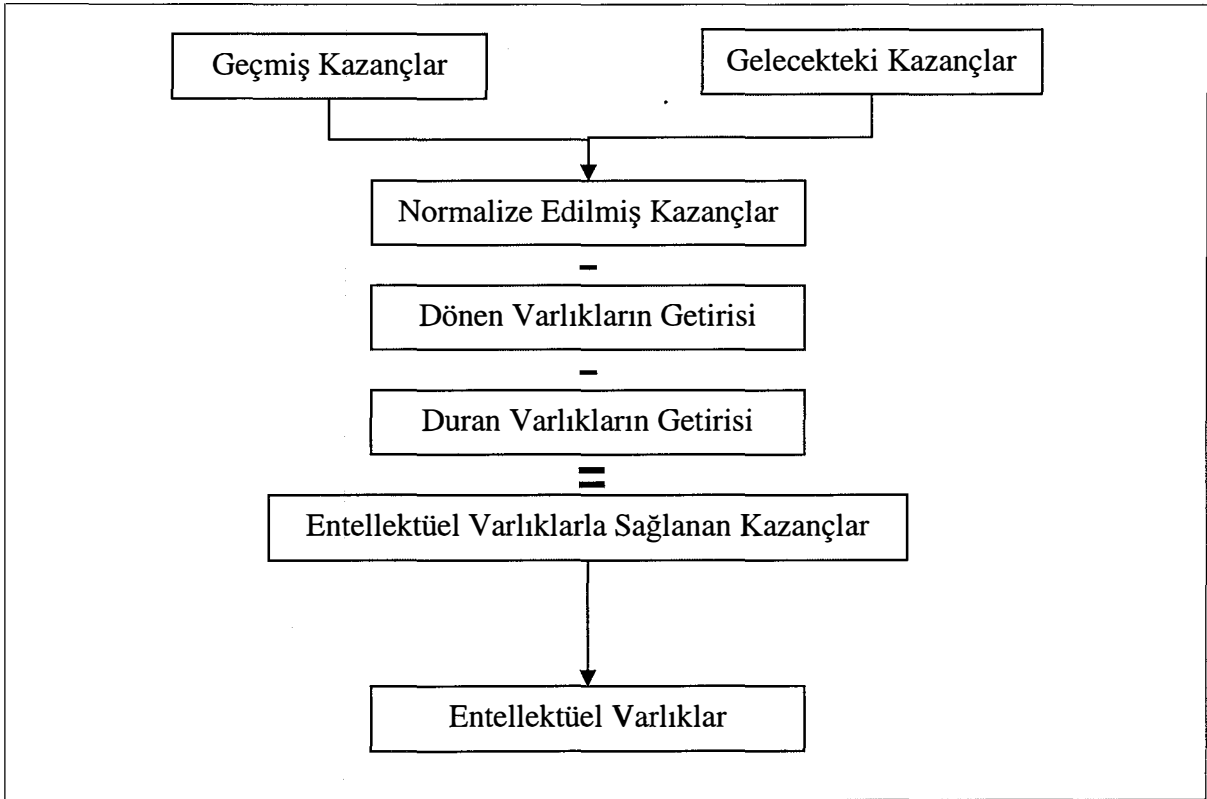 Geçmiş Kazançlar
Gelecekteki Kazançlar
Normalize Edilmiş Kazançlar
-
Dönen Varlıkların Getirisi
-
Duran Varlıkların Getirisi
=
Entellektüel Varlıklarla Sağlanan Kazançlar
Entellektüel Varlıklar